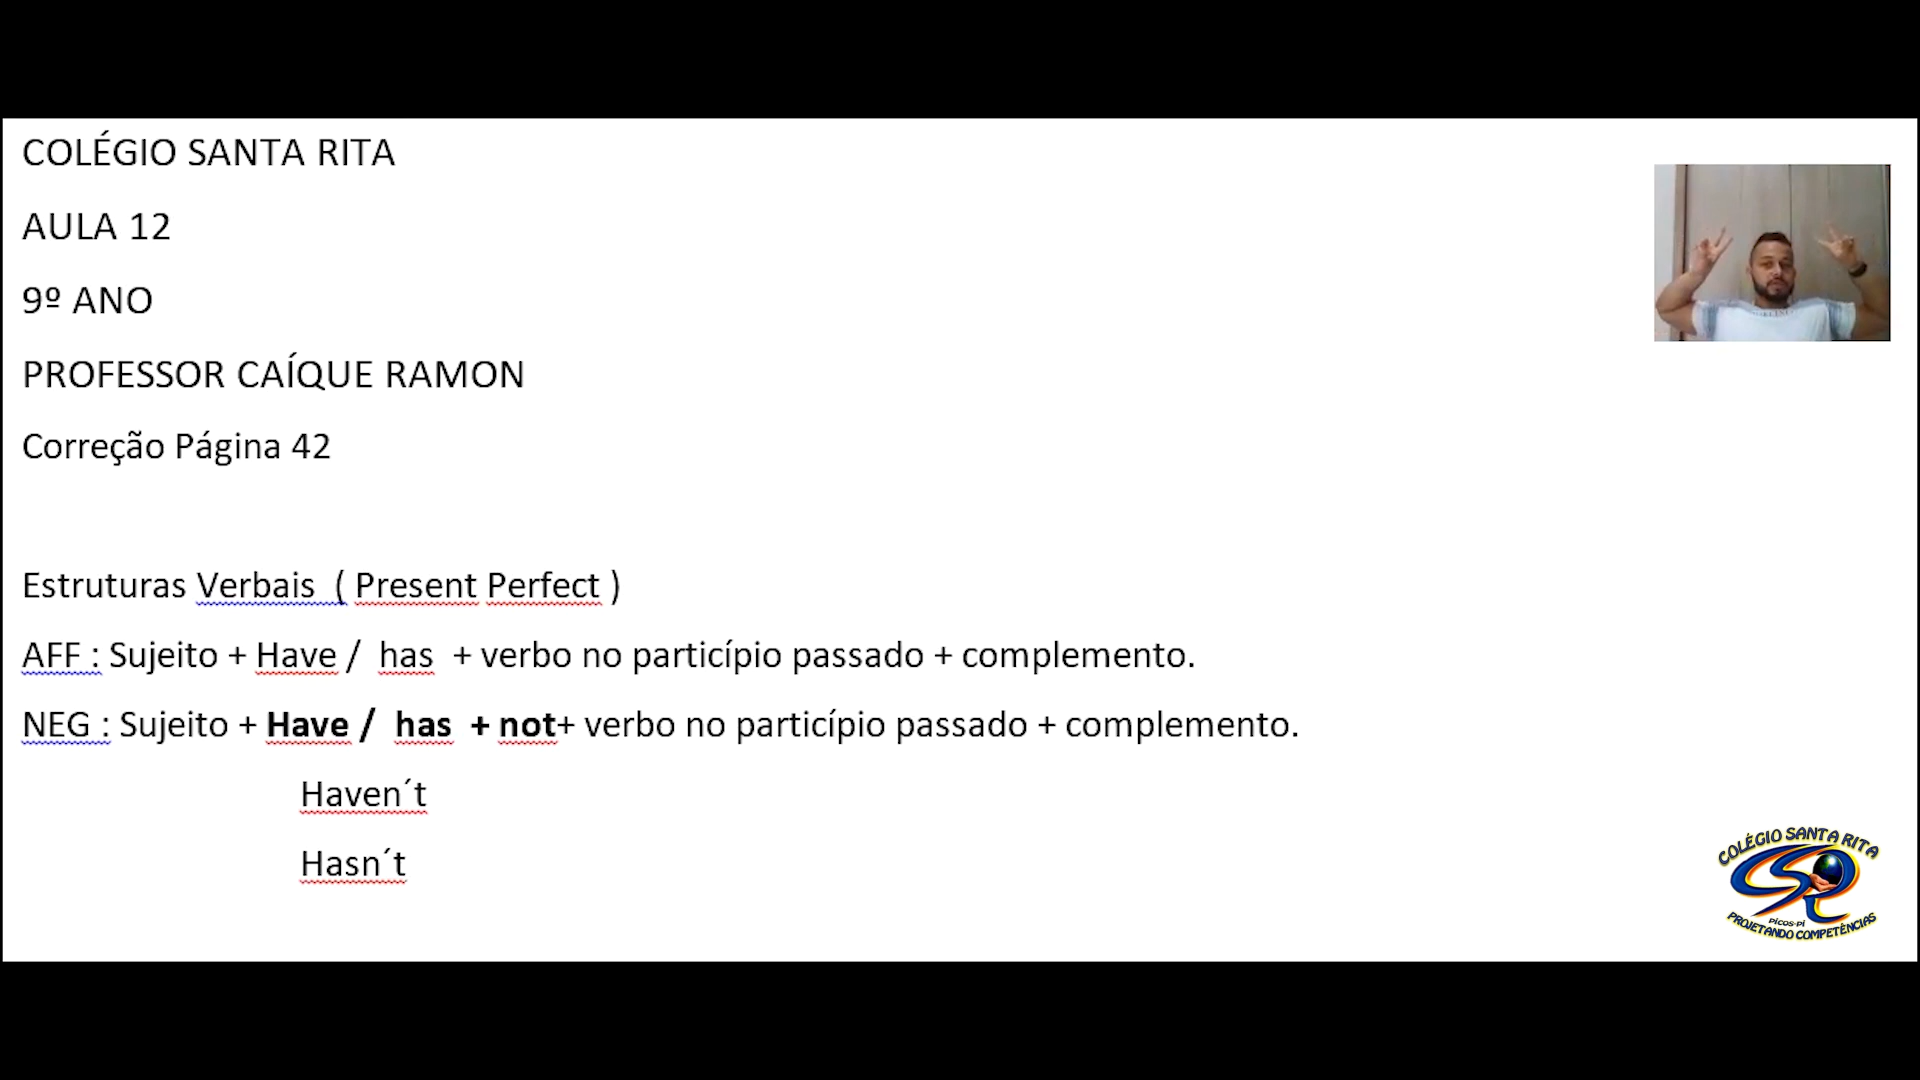 COLÉGIO SANTA RITA
AULA 12
9º ANO
PROFESSOR CAÍQUE RAMON
Correção Página 42
Estruturas Verbais  ( Present Perfect )
AFF : Sujeito + Have /  has  + verbo no particípio passado + complemento.
NEG : Sujeito + Have /  has  + not+ verbo no particípio passado + complemento.
Haven´t
Hasn´t
COLÉGIO SANTA RITA
PICOS-PI
PROJETANDO COMPETÊNCIAS